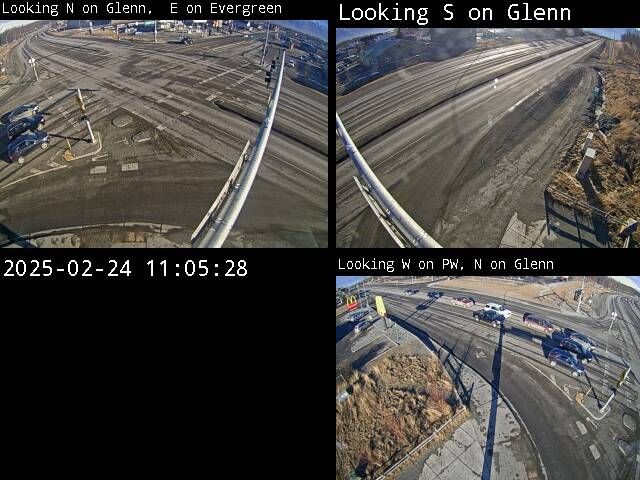 Looking N on Glenn,  E on Evergreen
Looking S on Glenn
2025-02-24 11:05:28
Looking W on PW, N on Glenn